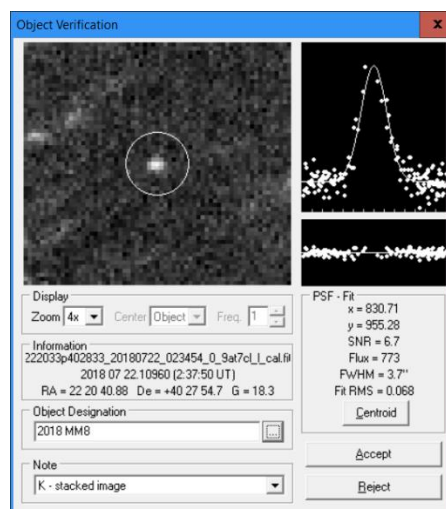 Object Verification
x
Display
Zoom 4x Center Object Freq. 1
Information
222033p402833_20180722_023454_0_9at7cl_l_cal.fit
2018 07 22.10960 (2:37:50 UT)
RA = 22 20 40.88 De = +40 27 54.7 G = 18.3
Object Designation
2018 MM8
...
Note
K - stacked image
PSF - Fit
x = 830.71
y = 955.28
SNR = 6.7
Flux = 773
FWHM = 3.7"
Fit RMS = 0.068
Centroid
Accept
Reject